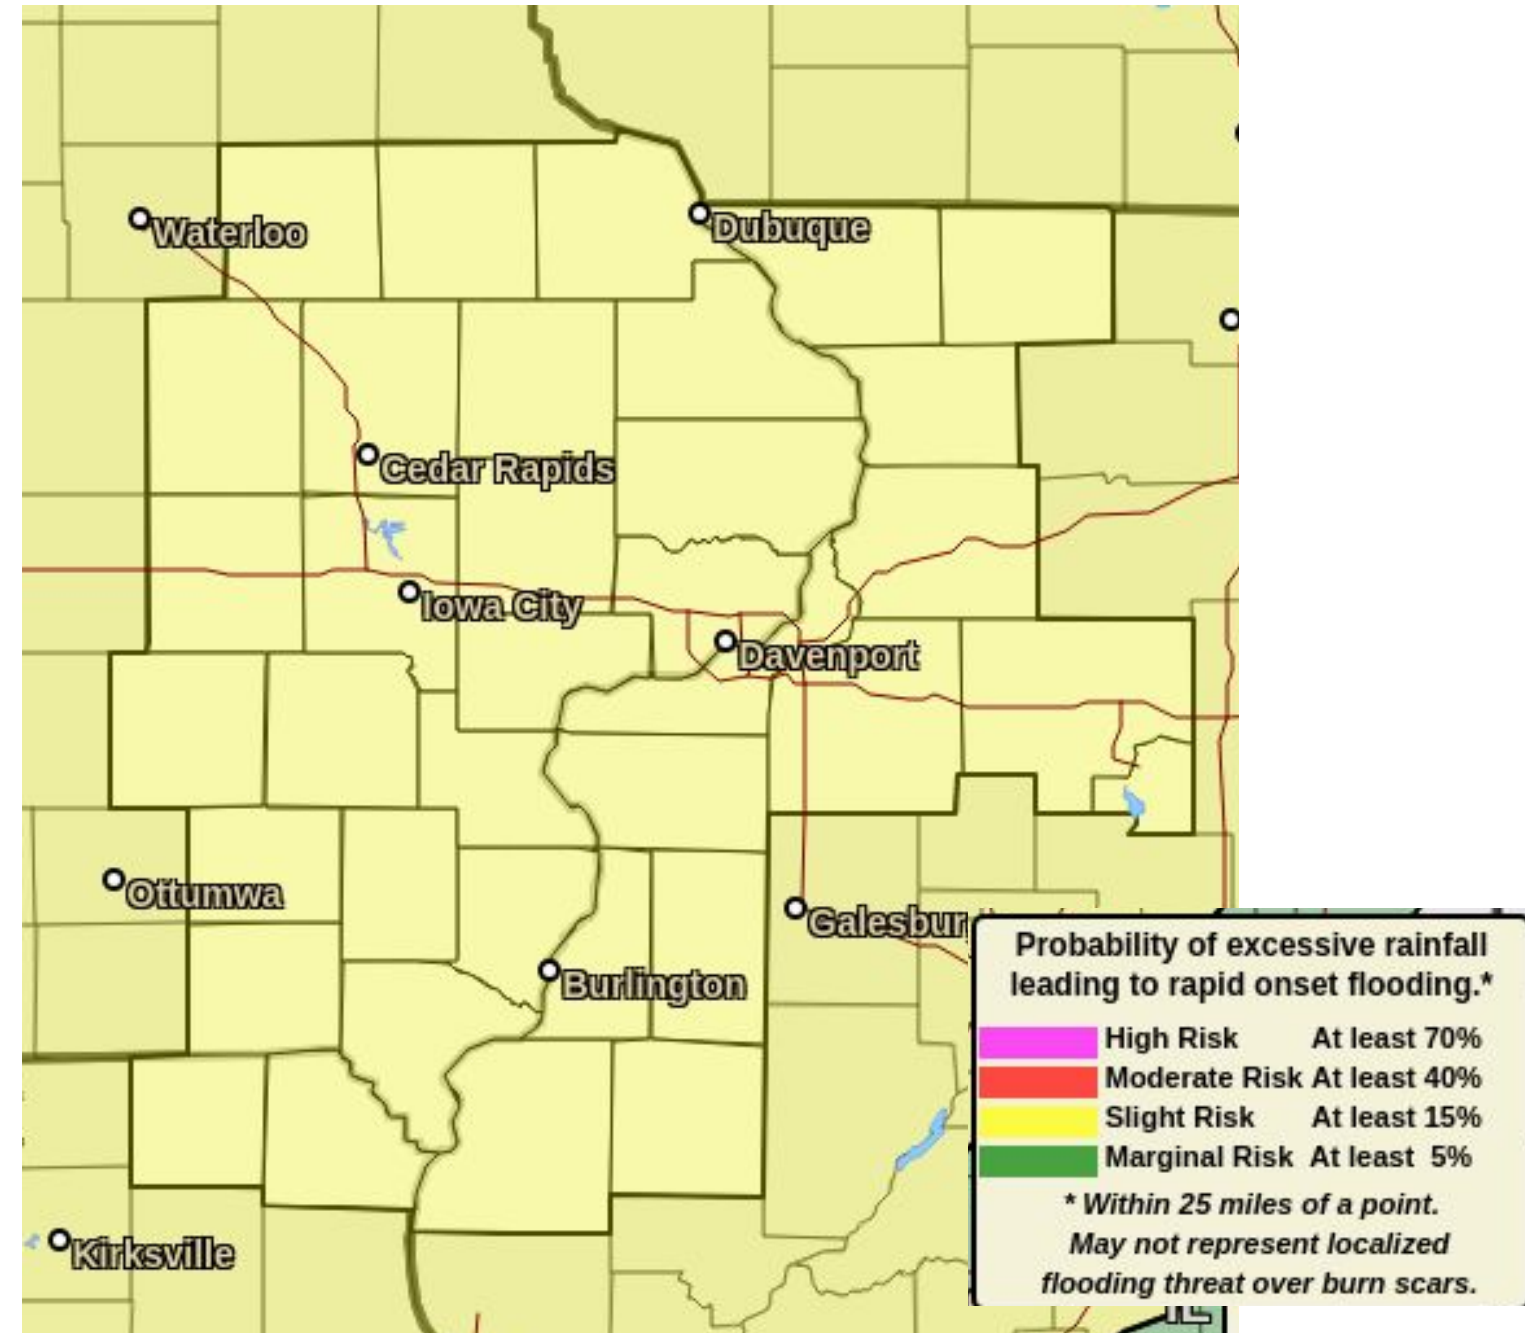 Waterloo
Dubuque
Cedar Rapids
Iowa City
Davenport
Ottumwa
Galesbur
Burlington
Kirksville
Probability of excessive rainfall
leading to rapid onset flooding.*
High Risk At least 70%
Moderate Risk At least 40%
Slight Risk At least 15%
Marginal Risk At least 5%
* Within 25 miles of a point.
May not represent localized
flooding threat over burn scars.
IL